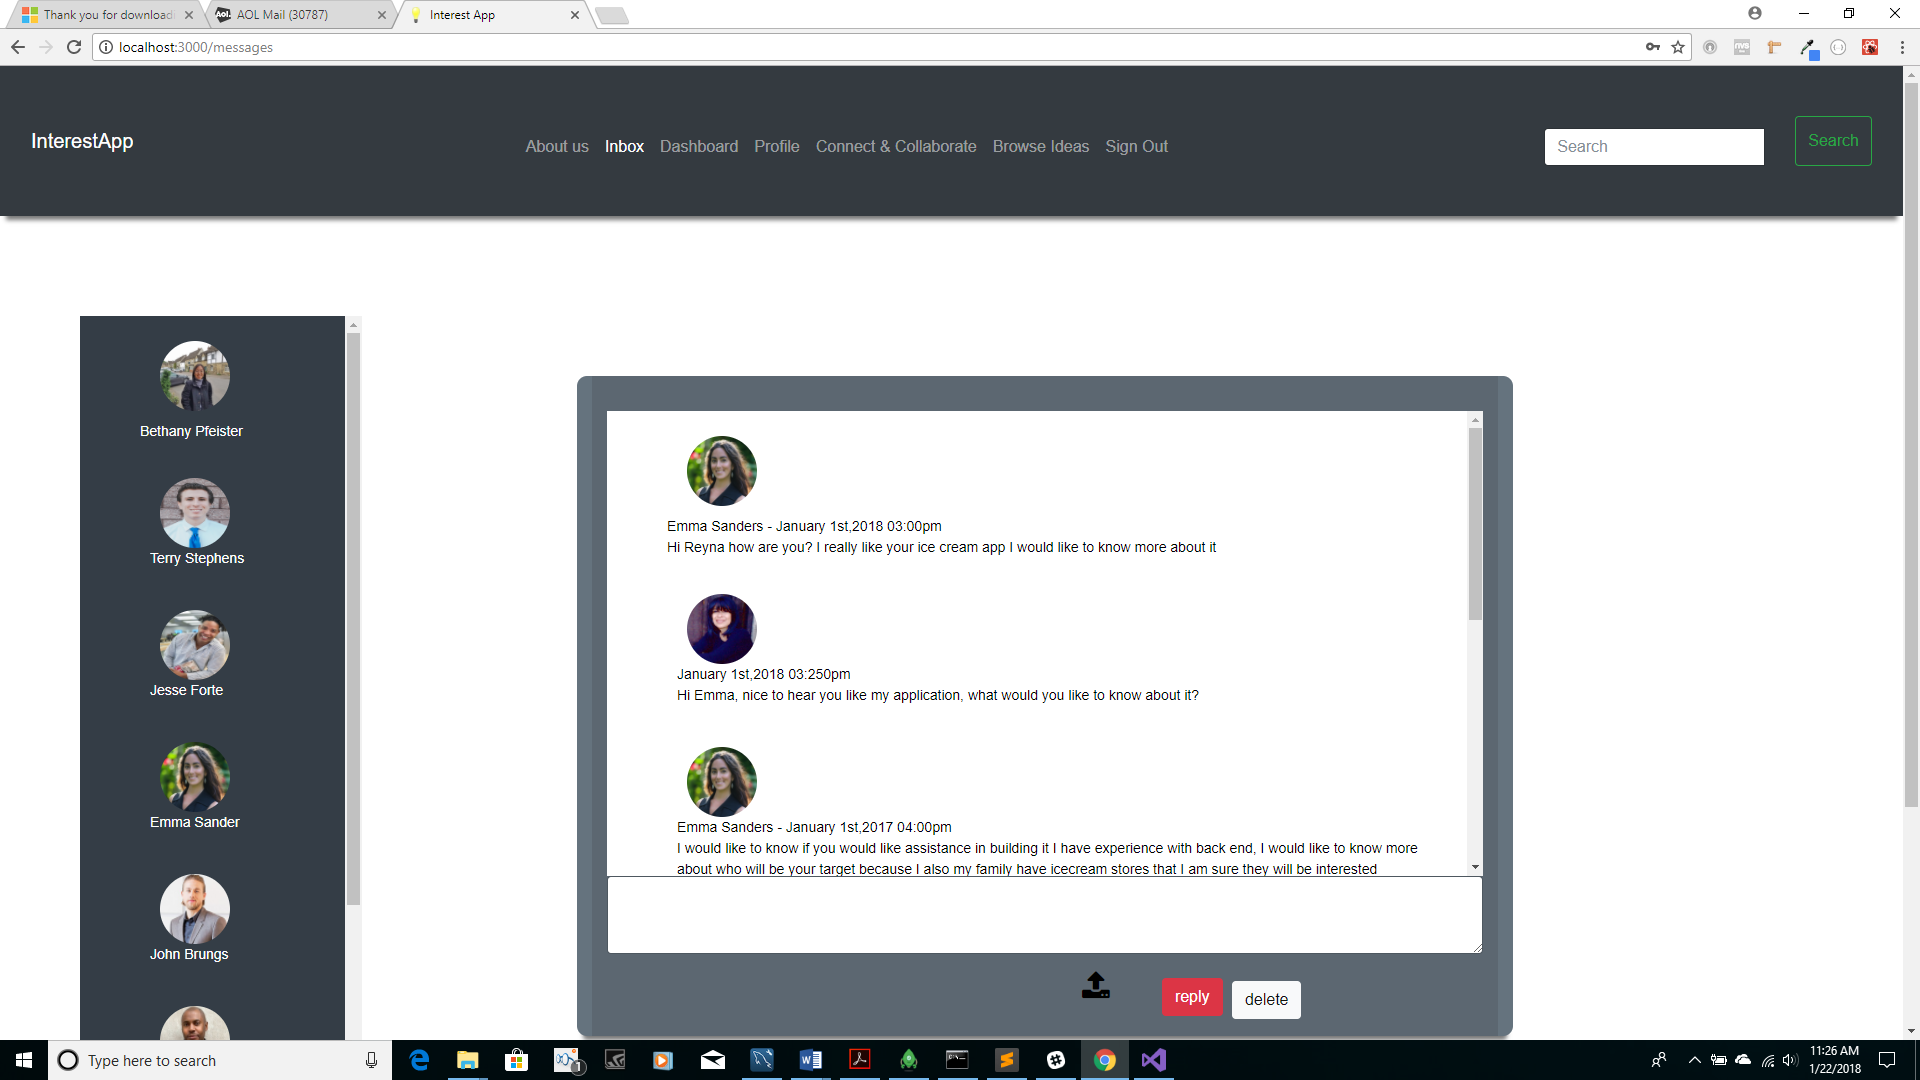 Thank you for downloadi
AOL Mail (30787)
Interest App
localhost:3000/messages
InterestApp
About us Inbox Dashboard Profile Connect & Collaborate Browse Ideas Sign Out
Search
Search
Bethany Pfeister
Terry Stephens
Jesse Forte
Emma Sander
John Brungs
Emma Sanders - January 1st,2018 03:00pm
Hi Reyna how are you? I really like your ice cream app I would like to know more about it
January 1st,2018 03:250pm
Hi Emma, nice to hear you like my application, what would you like to know about it?
Emma Sanders - January 1st,2017 04:00pm
I would like to know if you would like assistance in building it I have experience with back end, I would like to know more
about who will be your target because I also my family have icecream stores that I am sure they will be interested
reply
delete
Type here to search
1
11:26 AM
1/22/2018